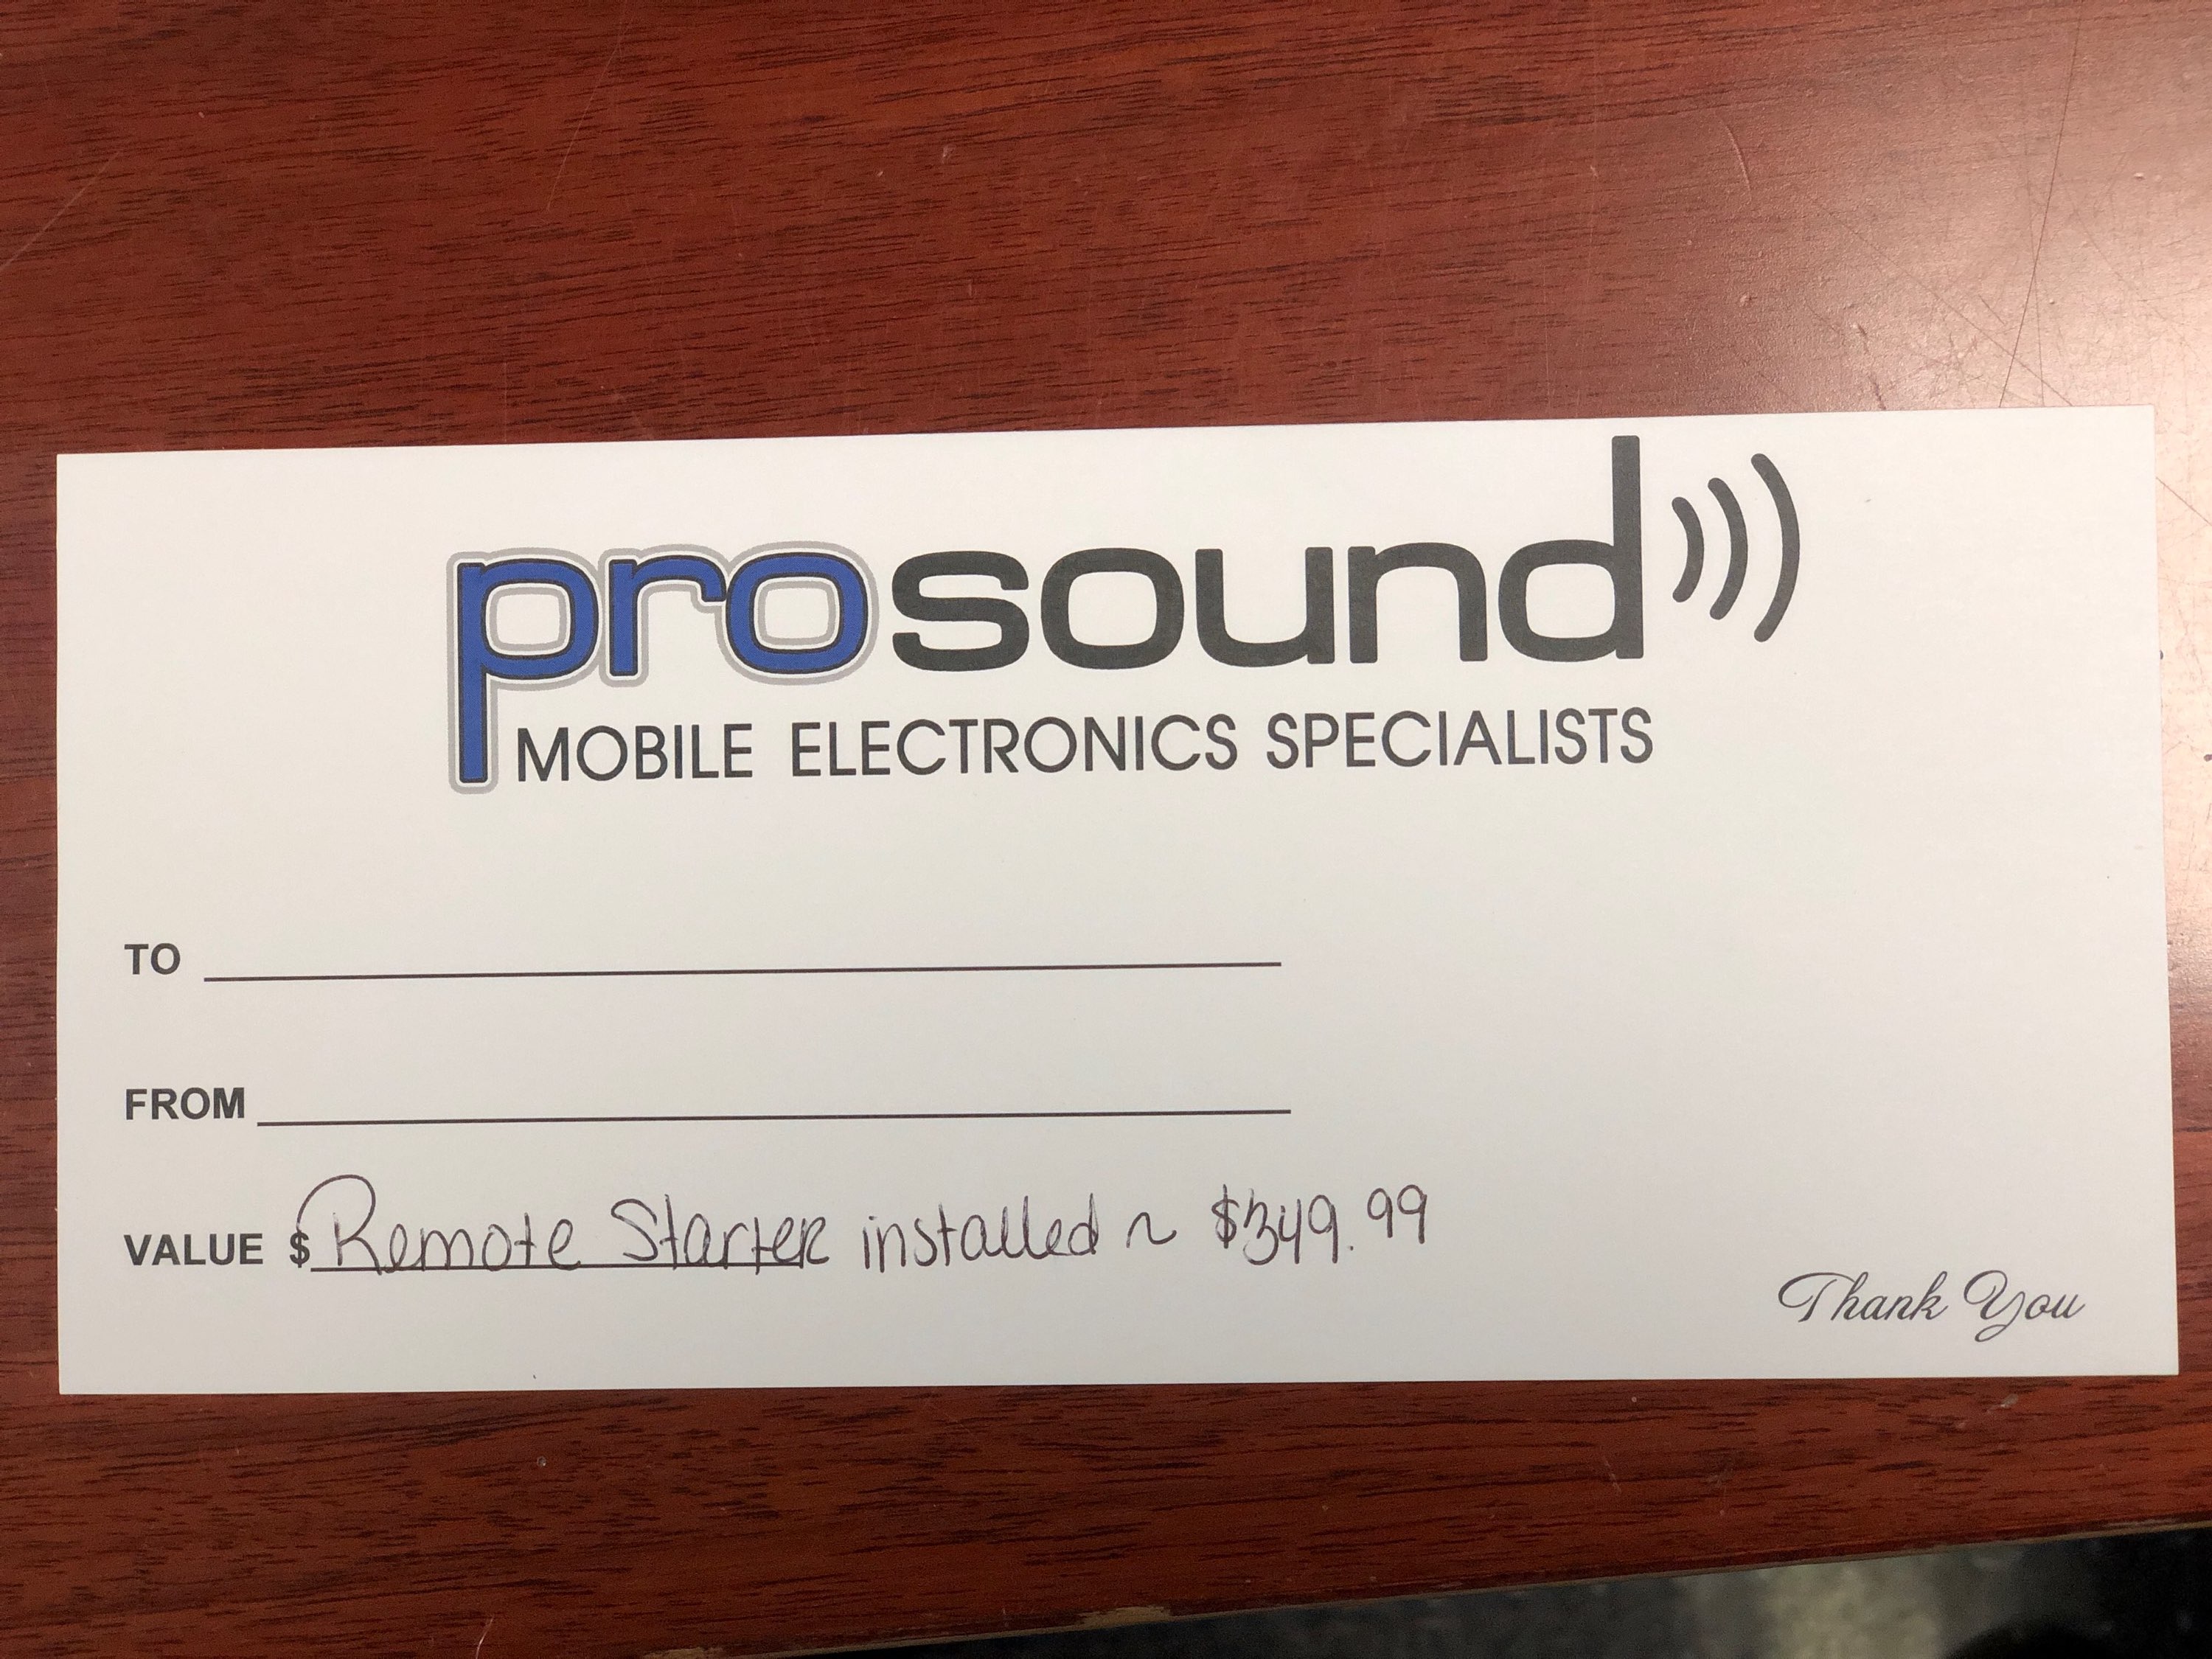 prosound
MOBILE ELECTRONICS SPECIALISTS
TO
FROM
VALUE $ Remote Starter installed ~ $349.99
Thank You